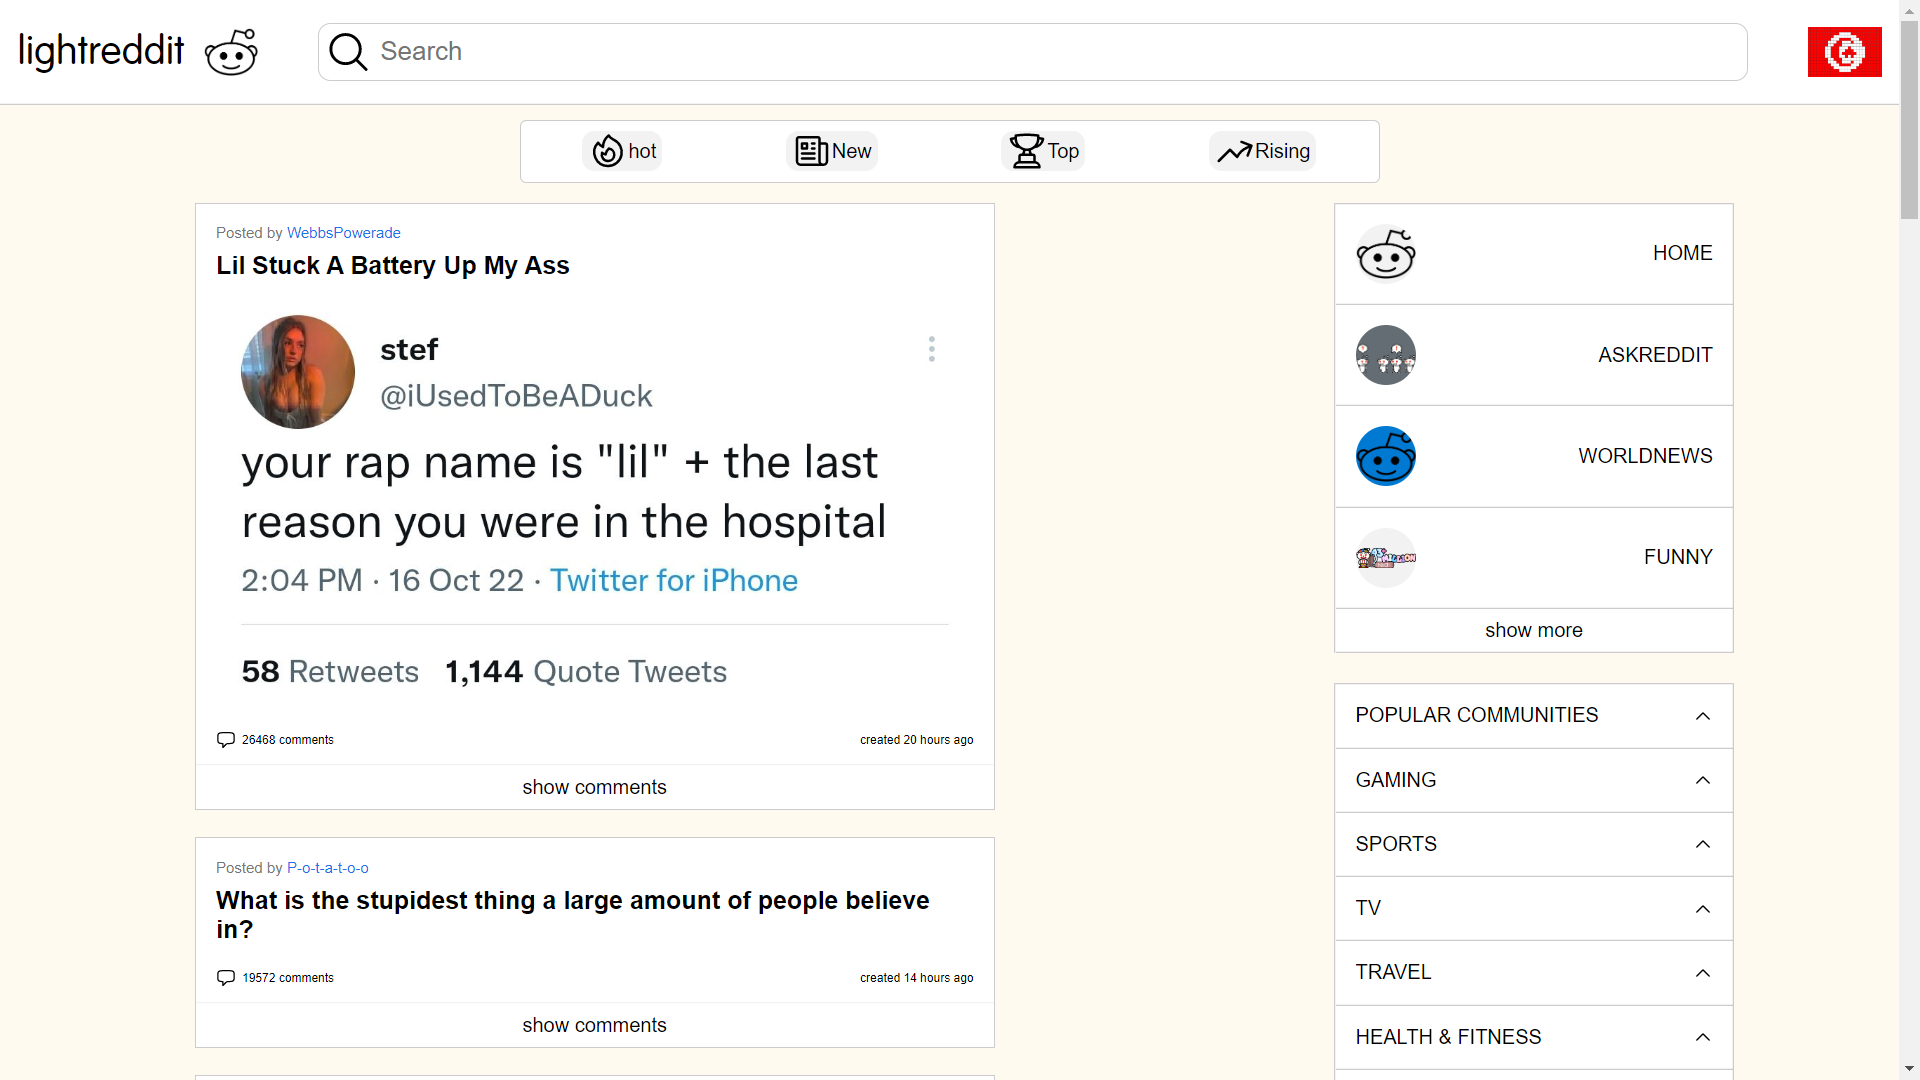 lightreddit
Search
hot
New
Top
Rising
Posted by WebbsPowerade
Lil Stuck A Battery Up My Ass
stef
@iUsedToBeADuck
your rap name is "lil" + the last
reason you were in the hospital
2:04 PM · 16 Oct 22 · Twitter for iPhone
58 Retweets 1,144 Quote Tweets
26468 comments
created 20 hours ago
show comments
Posted by P-o-t-a-t-o-o
What is the stupidest thing a large amount of people believe
in?
19572 comments
created 14 hours ago
show comments
HOME
ASKREDDIT
WORLDNEWS
FUNNY
show more
POPULAR COMMUNITIES
GAMING
SPORTS
TV
TRAVEL
HEALTH & FITNESS